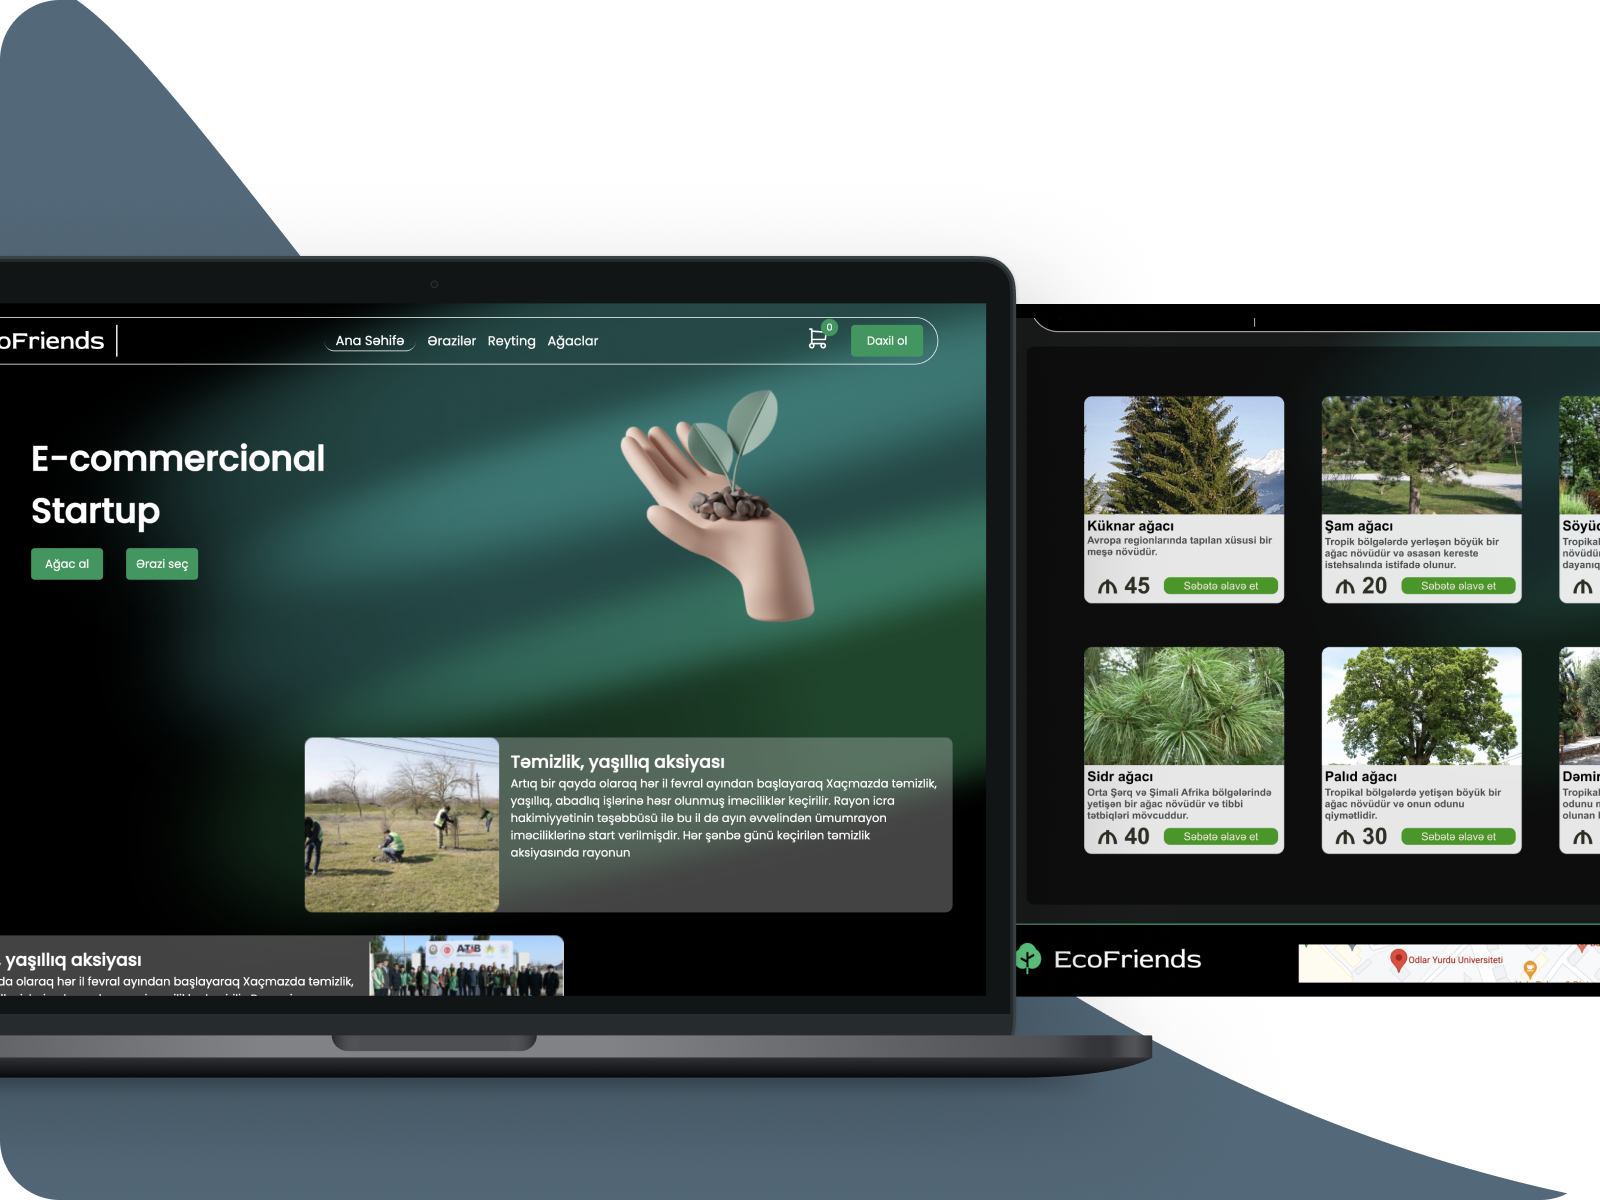 oFriends
Ana Səhifə Ərazilər Reyting Ağaclar
0
Daxil ol
E-commercional
Startup
Ağac al
Ərazi seç
Təmizlik, yaşıllıq aksiyası
Artıq bir qayda olaraq hər il fevral ayından başlayaraq Xaçmazda təmizlik,
yaşıllıq, abadlıq işlərinə həsr olunmuş iməciliklər keçirilir. Rayon icra
hakimiyyətinin təşəbbüsü ilə bu il də ayın əvvəlindən ümumrayon
iməciliklərinə start verilmişdir. Hər şənbə günü keçirilən təmizlik
aksiyasında rayonun
, yaşıllıq aksiyası
da olaraq hər il fevral ayından başlayaraq Xaçmazda təmizlik,
ATİB
Küknar ağacı
Avropa regionlarında tapılan xüsusi bir
meşə növüdür.
₼ 45
Səbətə əlavə et
Şam ağacı
Tropik bölgələrdə yerləşən böyük bir
ağac növüdür və əsasən kereste
istehsalında istifadə olunur.
₼ 20
Səbətə əlavə et
Söyüd
Tropikal
növüdür
dayanıq
₼
Sidr ağacı
Orta Şərq və Şimali Afrika bölgələrində
yetişən bir ağac növüdür və tibbi
tətbiqləri mövcuddur.
₼ 40
Səbətə əlavə et
Palıd ağacı
Tropikal bölgələrdə yetişən böyük bir
ağac növüdür və onun odunu
qiymətlidir.
₼ 30
Səbətə əlavə et
Dəmir
Tropikal
odunu
olunan
₼
EcoFriends
Odlar Yurdu Universiteti